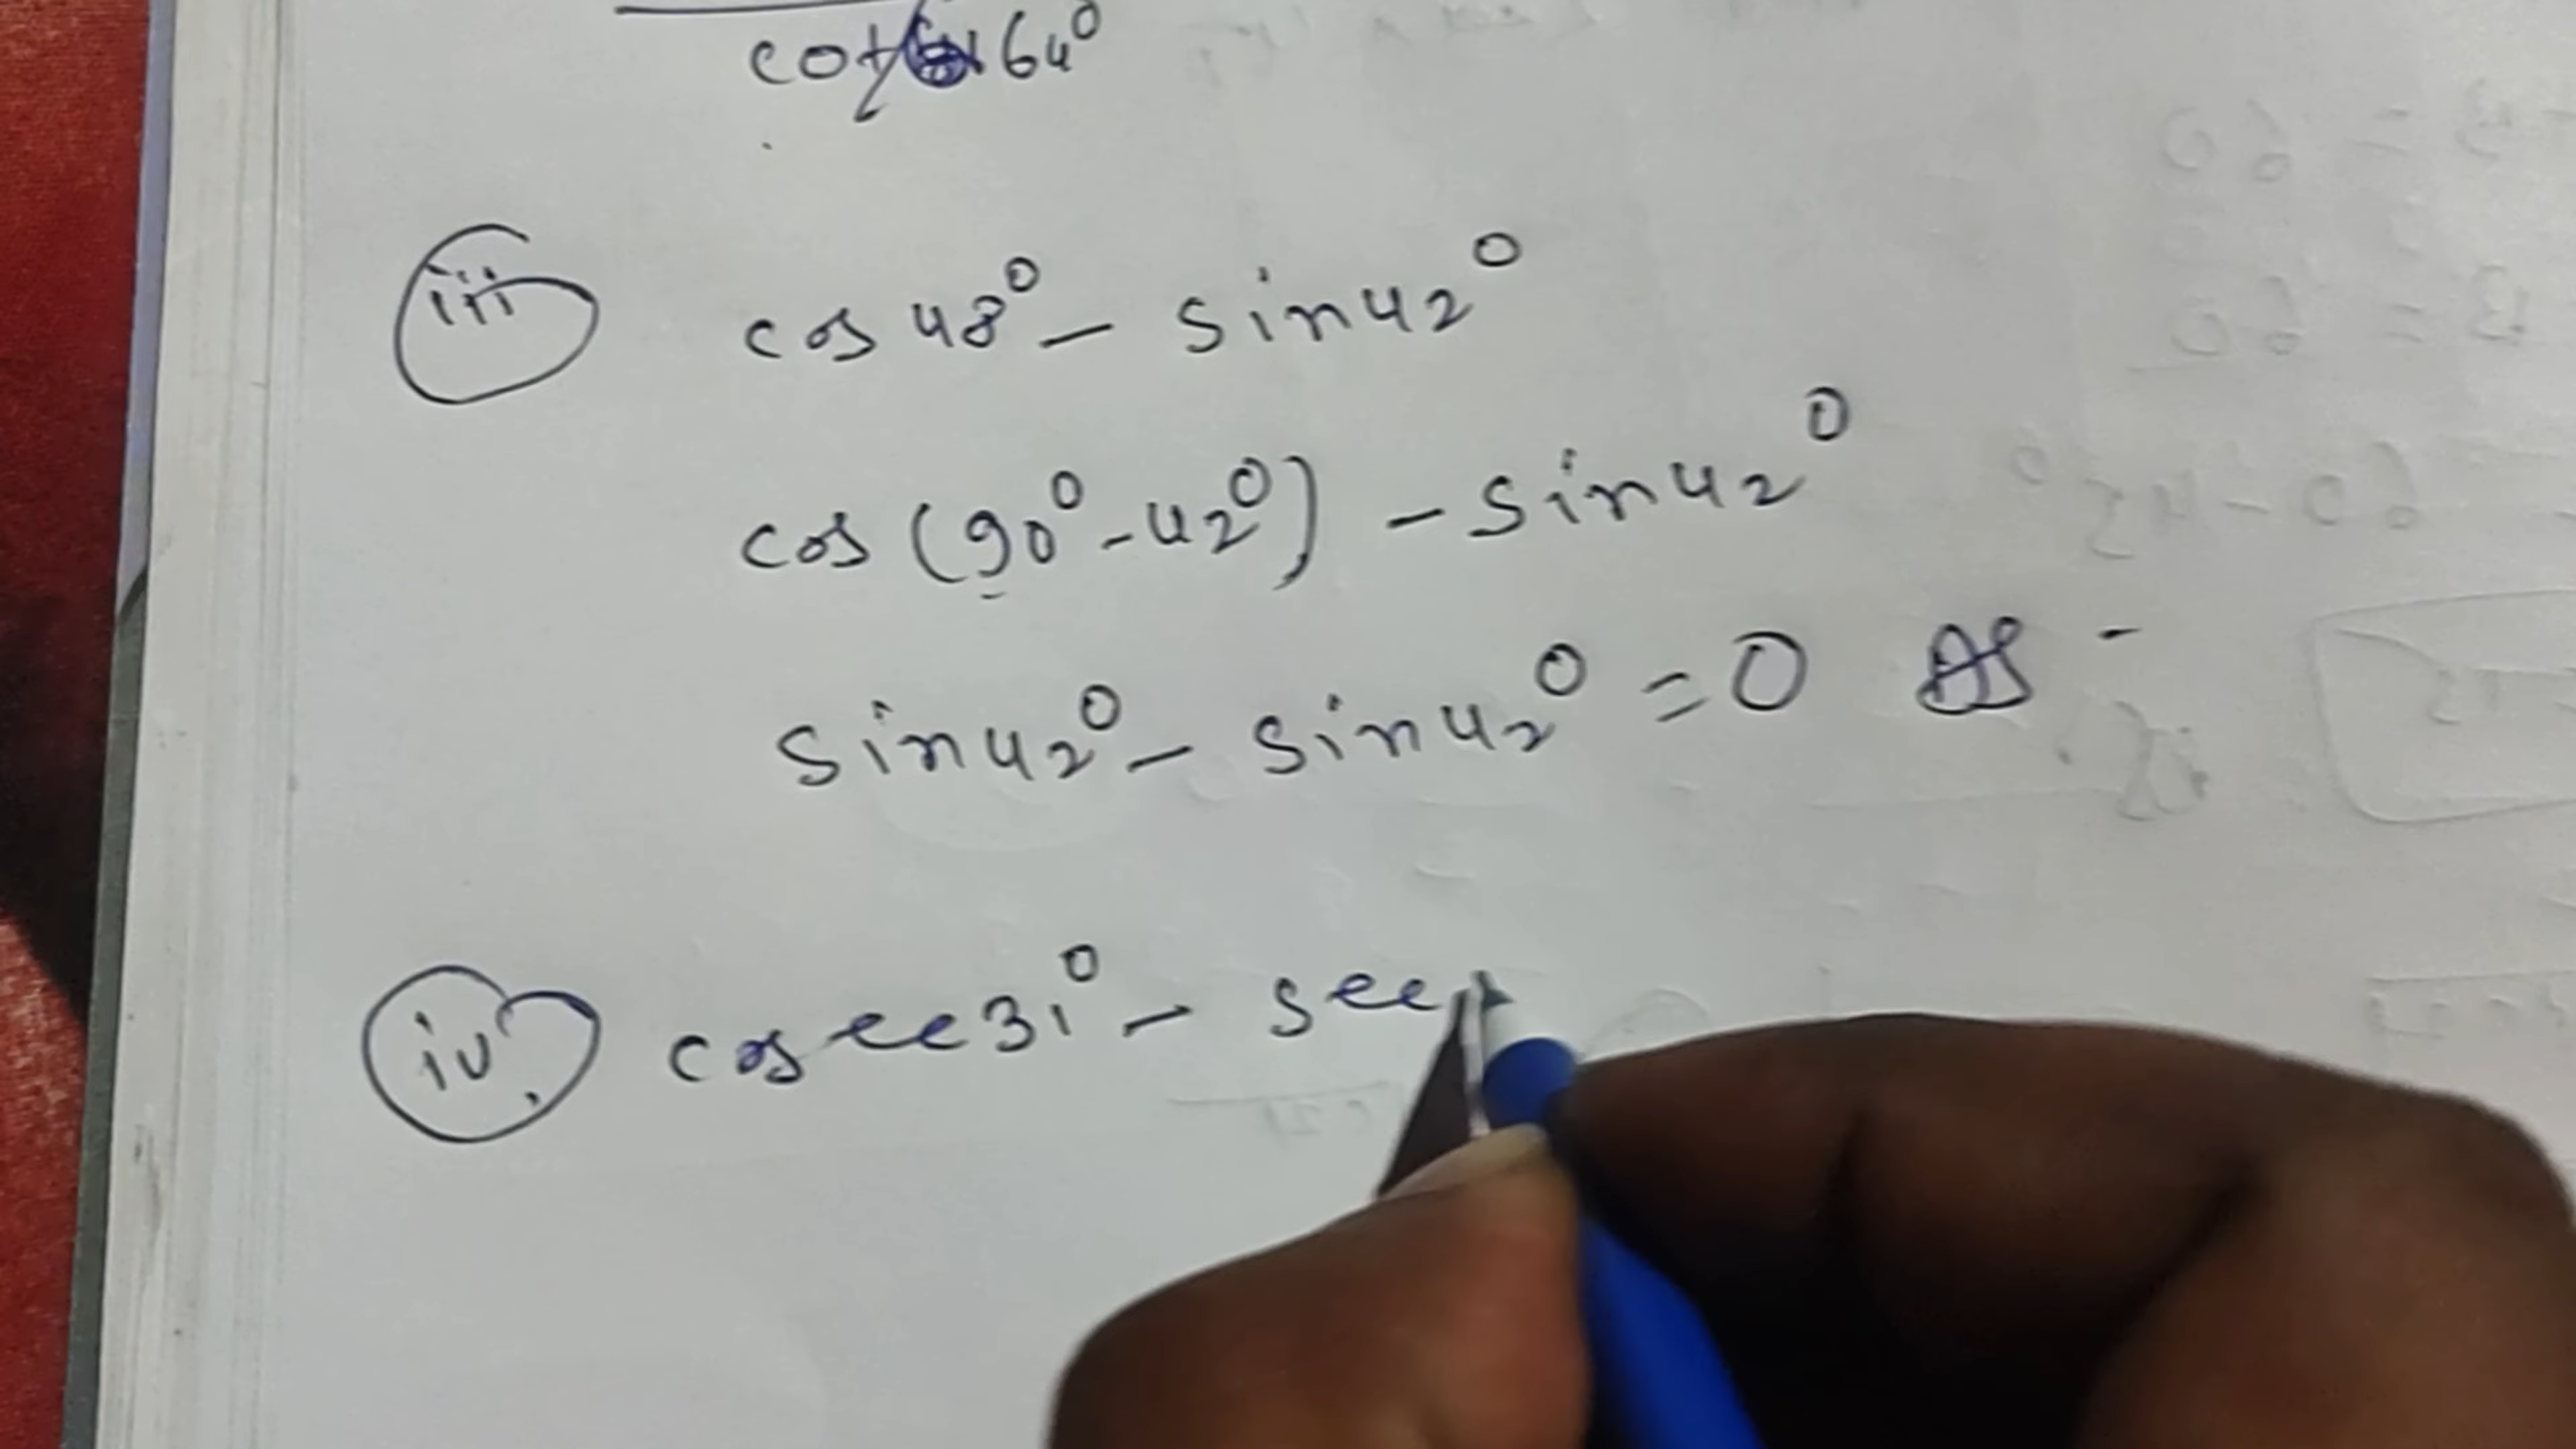 cot 64°
iii cos 48° - sin 42°
cos (90° - 42°) - sin 42°
sin 42° - sin 42° = 0
iv. cosec 31° - sec